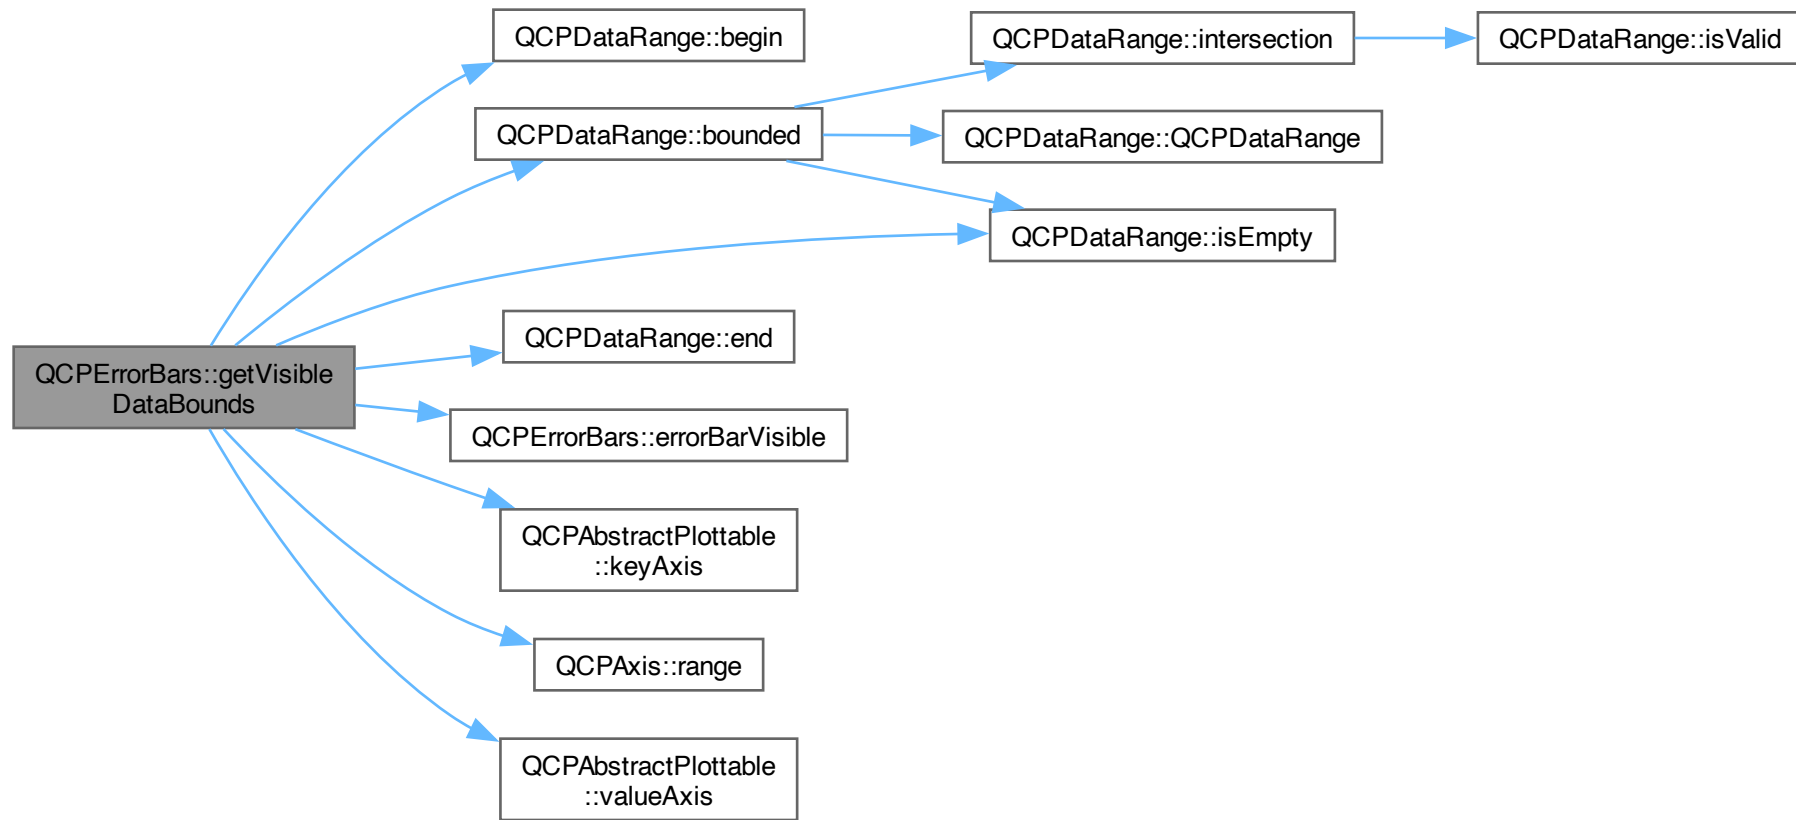 QCPErrorBars::getVisible
DataBounds
QCPDataRange::begin
QCPDataRange::bounded
QCPDataRange::intersection
QCPDataRange::isValid
QCPDataRange::QCPDataRange
QCPDataRange::isEmpty
QCPDataRange::end
QCPErrorBars::errorBarVisible
QCPAbstractPlottable
::keyAxis
QCPAxis::range
QCPAbstractPlottable
::valueAxis